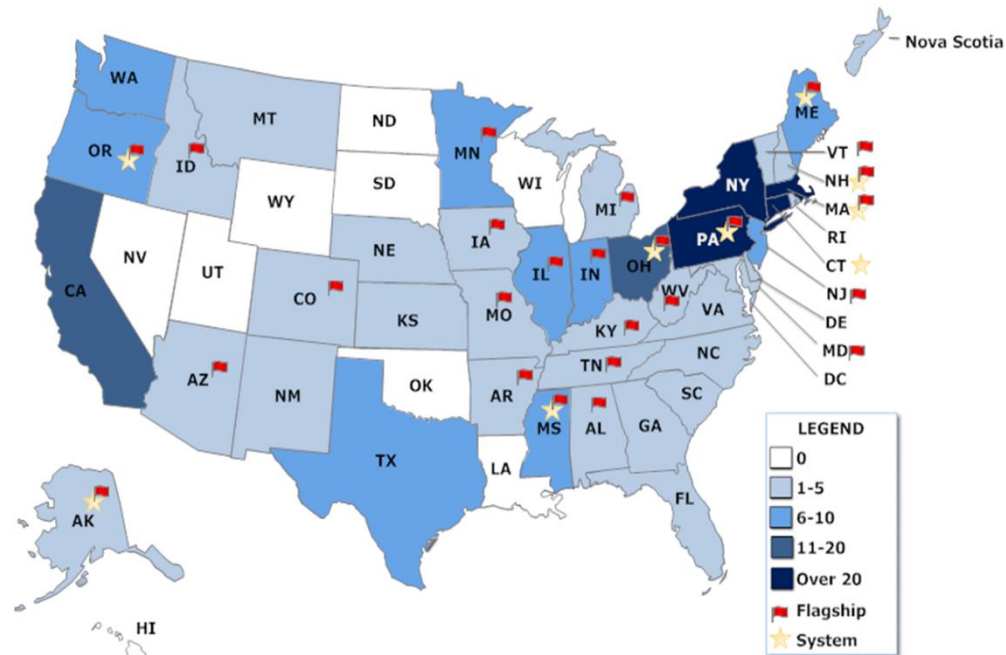 Nova Scotia
WA
MT
ND
MN
ME
OR
ID
SD
WI
VT
NH
NY
MA
WY
MI
RI
PA
NV
UT
NE
IA
CT
CA
CO
IL
IN
OH
NJ
WV
DE
KS
MO
KY
VA
MD
DC
AZ
NM
OK
AR
TN
NC
SC
TX
LA
MS
AL
GA
FL
AK
HI
LEGEND
0
1-5
6-10
11-20
Over 20
Flagship
System